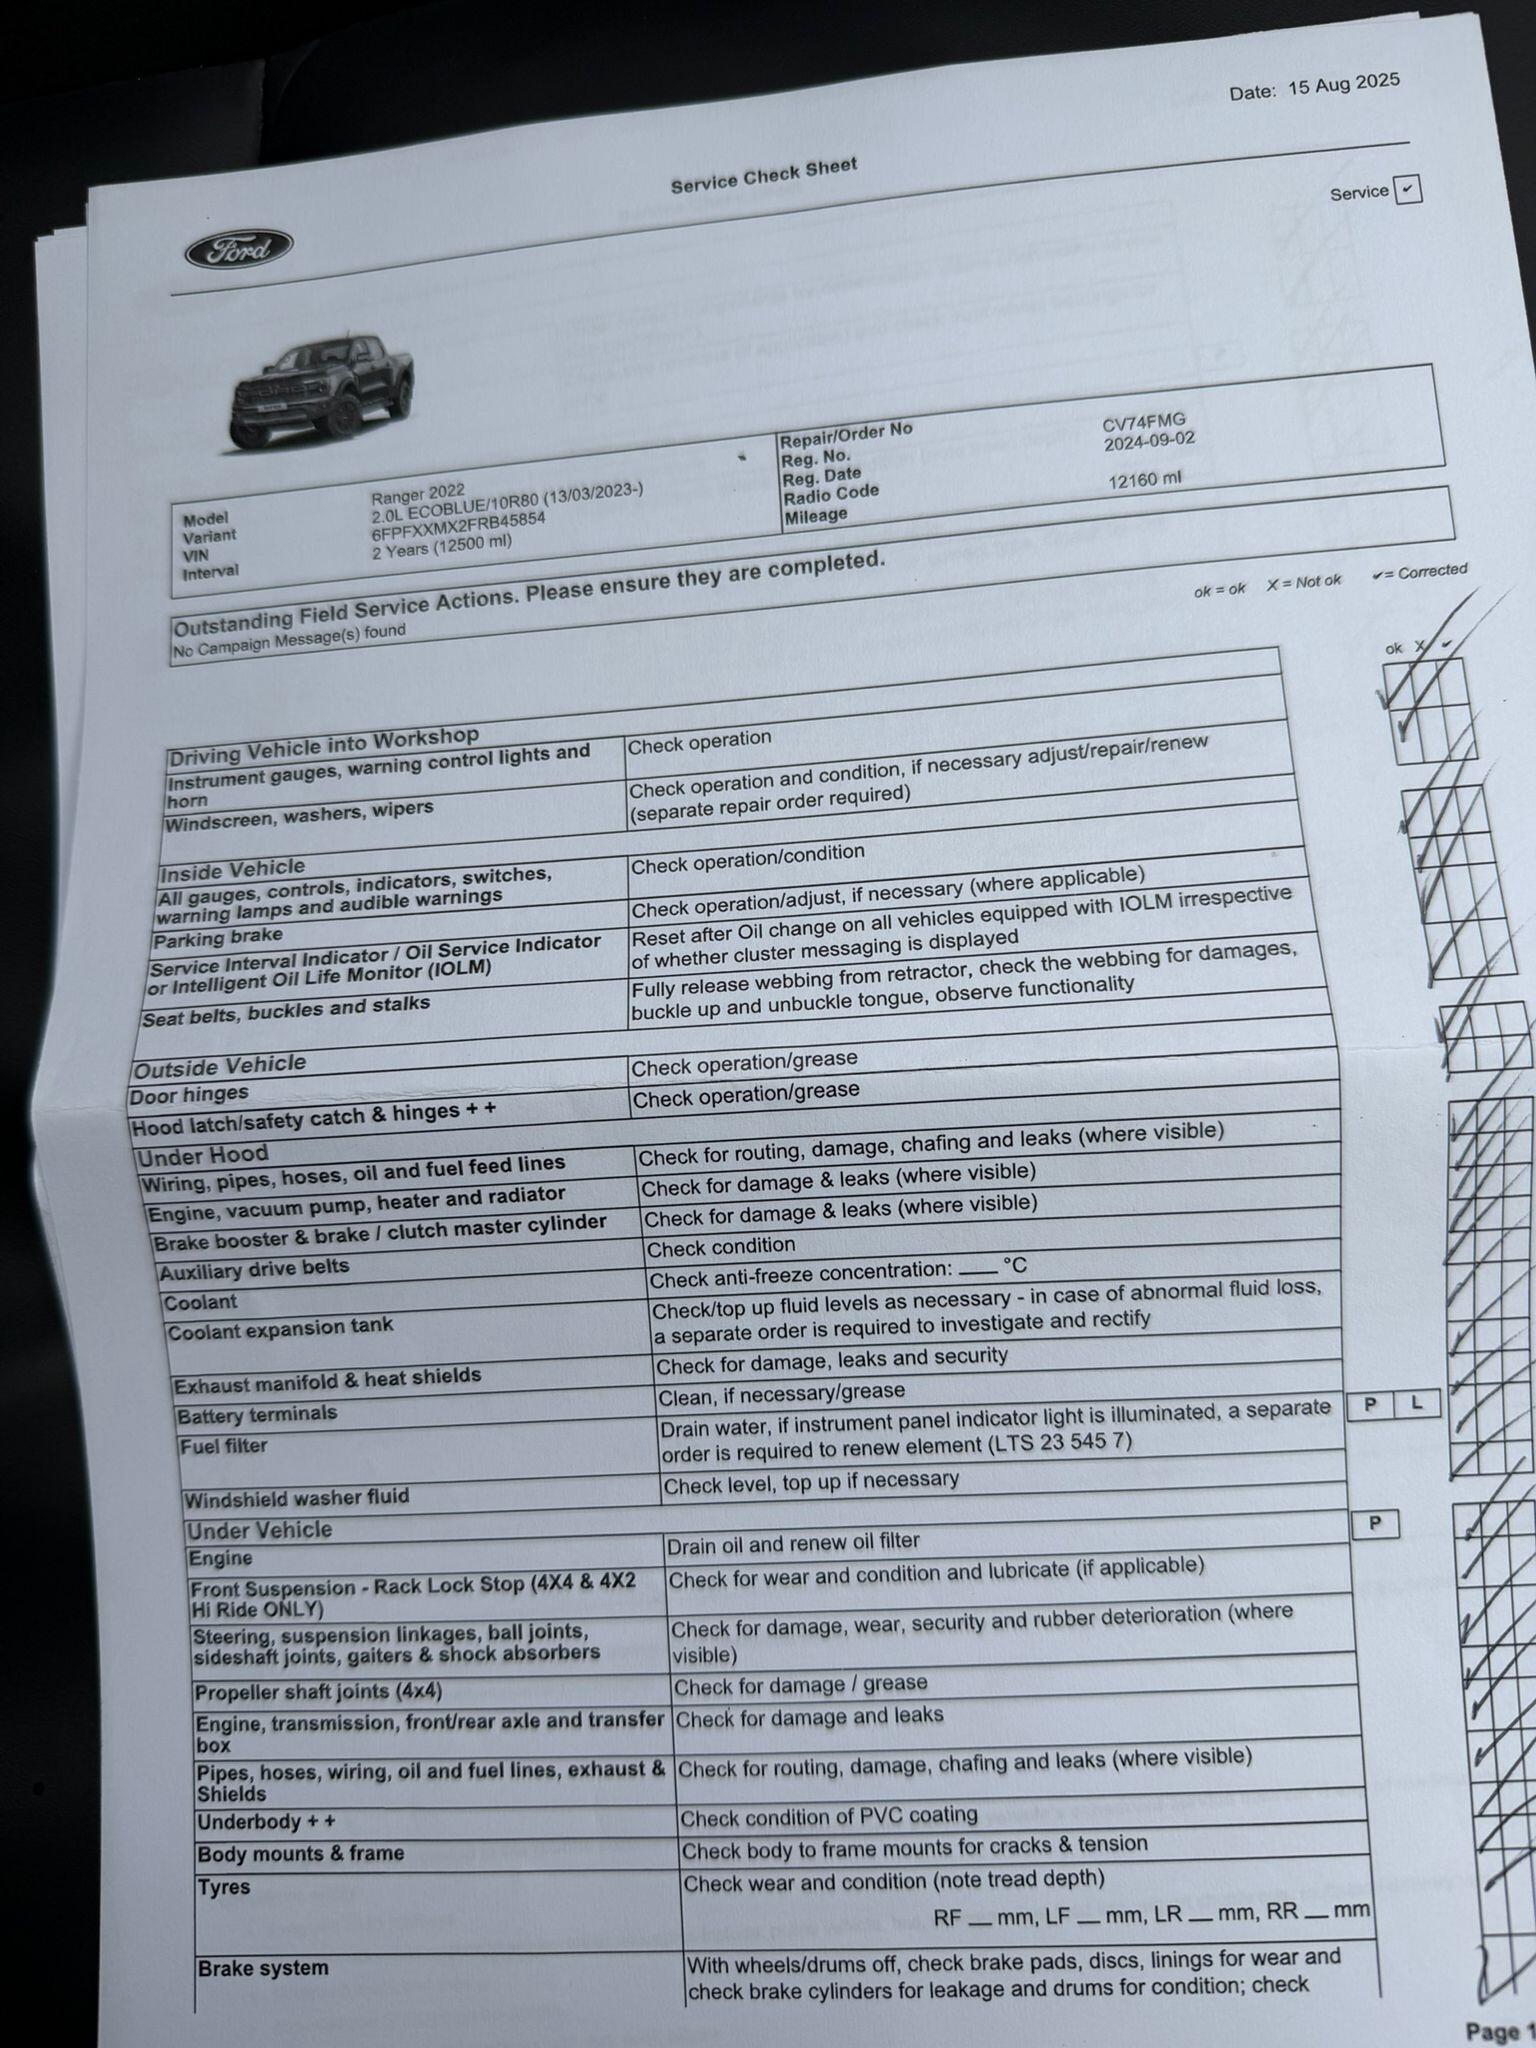 Date: 15 Aug 2025
Service Check Sheet
Service ✔
Ford
Model Ranger 2022
Variant 2.0L ECOBLUE/10R80 (13/03/2023-)
VIN 6FPFXXMX2FRB45854
Interval 2 Years (12500 ml)
Repair/Order No
Reg. No. CV74FMG
Reg. Date 2024-09-02
Radio Code
Mileage 12160 ml
Outstanding Field Service Actions. Please ensure they are completed.
No Campaign Message(s) found
ok = ok X = Not ok ✔= Corrected
ok X ✔
Driving Vehicle into Workshop
Instrument gauges, warning control lights and
horn
Check operation
Windscreen, washers, wipers
Check operation and condition, if necessary adjust/repair/renew
(separate repair order required)
Inside Vehicle
All gauges, controls, indicators, switches,
warning lamps and audible warnings
Check operation/condition
Parking brake
Check operation/adjust, if necessary (where applicable)
Service Interval Indicator / Oil Service Indicator
or Intelligent Oil Life Monitor (IOLM)
Reset after Oil change on all vehicles equipped with IOLM irrespective
of whether cluster messaging is displayed
Seat belts, buckles and stalks
Fully release webbing from retractor, check the webbing for damages,
buckle up and unbuckle tongue, observe functionality
Outside Vehicle
Door hinges
Check operation/grease
Hood latch/safety catch & hinges + +
Check operation/grease
Under Hood
Wiring, pipes, hoses, oil and fuel feed lines
Check for routing, damage, chafing and leaks (where visible)
Engine, vacuum pump, heater and radiator
Check for damage & leaks (where visible)
Brake booster & brake / clutch master cylinder
Check for damage & leaks (where visible)
Auxiliary drive belts
Check condition
Coolant
Check anti-freeze concentration: ___ °C
Coolant expansion tank
Check/top up fluid levels as necessary - in case of abnormal fluid loss,
a separate order is required to investigate and rectify
Exhaust manifold & heat shields
Check for damage, leaks and security
Battery terminals
Clean, if necessary/grease
Fuel filter
Drain water, if instrument panel indicator light is illuminated, a separate
order is required to renew element (LTS 23 545 7)
P L
Windshield washer fluid
Check level, top up if necessary
Under Vehicle
Engine
Drain oil and renew oil filter
P
Front Suspension - Rack Lock Stop (4X4 & 4X2
Hi Ride ONLY)
Check for wear and condition and lubricate (if applicable)
Steering, suspension linkages, ball joints,
sideshaft joints, gaiters & shock absorbers
Check for damage, wear, security and rubber deterioration (where
visible)
Propeller shaft joints (4x4)
Check for damage / grease
Engine, transmission, front/rear axle and transfer
box
Check for damage and leaks
Pipes, hoses, wiring, oil and fuel lines, exhaust &
Shields
Check for routing, damage, chafing and leaks (where visible)
Underbody + +
Check condition of PVC coating
Body mounts & frame
Check body to frame mounts for cracks & tension
Tyres
Check wear and condition (note tread depth)
RF __ mm, LF __ mm, LR __ mm, RR __ mm
Brake system
With wheels/drums off, check brake pads, discs, linings for wear and
check brake cylinders for leakage and drums for condition; check
Page 1